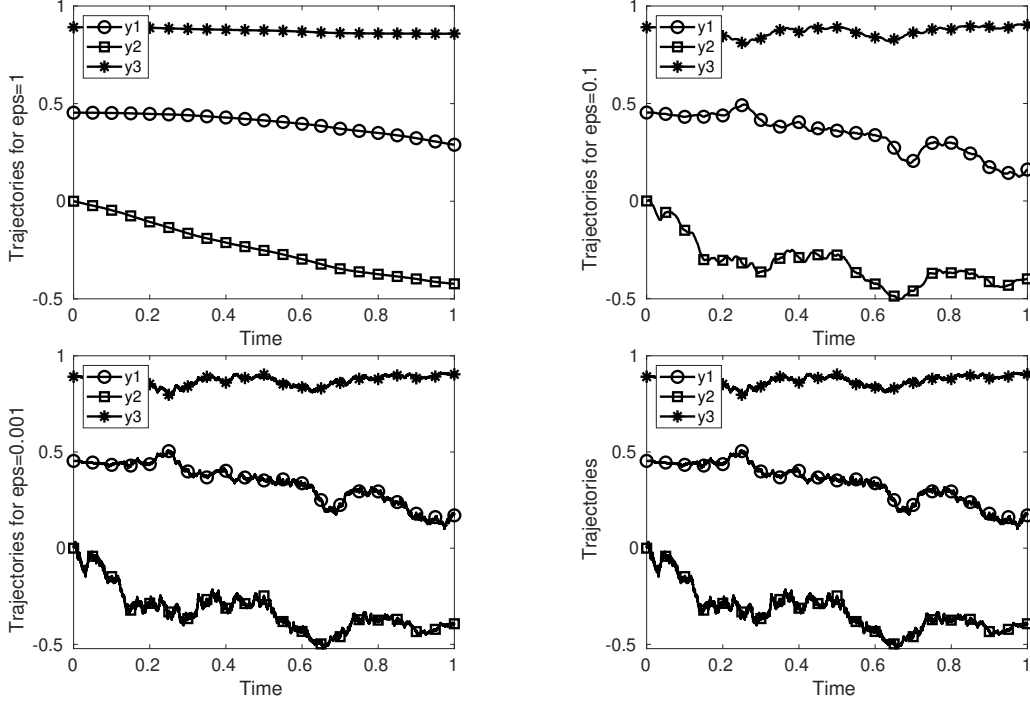 Trajectories for eps=1
1
0.5
0
-0.5
y1
y2
y3
0 0.2 0.4 0.6 0.8 1
Time
Trajectories for eps=0.1
1
0.5
0
-0.5
y1
y2
y3
0 0.2 0.4 0.6 0.8 1
Time
Trajectories for eps=0.001
1
0.5
0
-0.5
y1
y2
y3
0 0.2 0.4 0.6 0.8 1
Time
Trajectories
1
0.5
0
-0.5
y1
y2
y3
0 0.2 0.4 0.6 0.8 1
Time